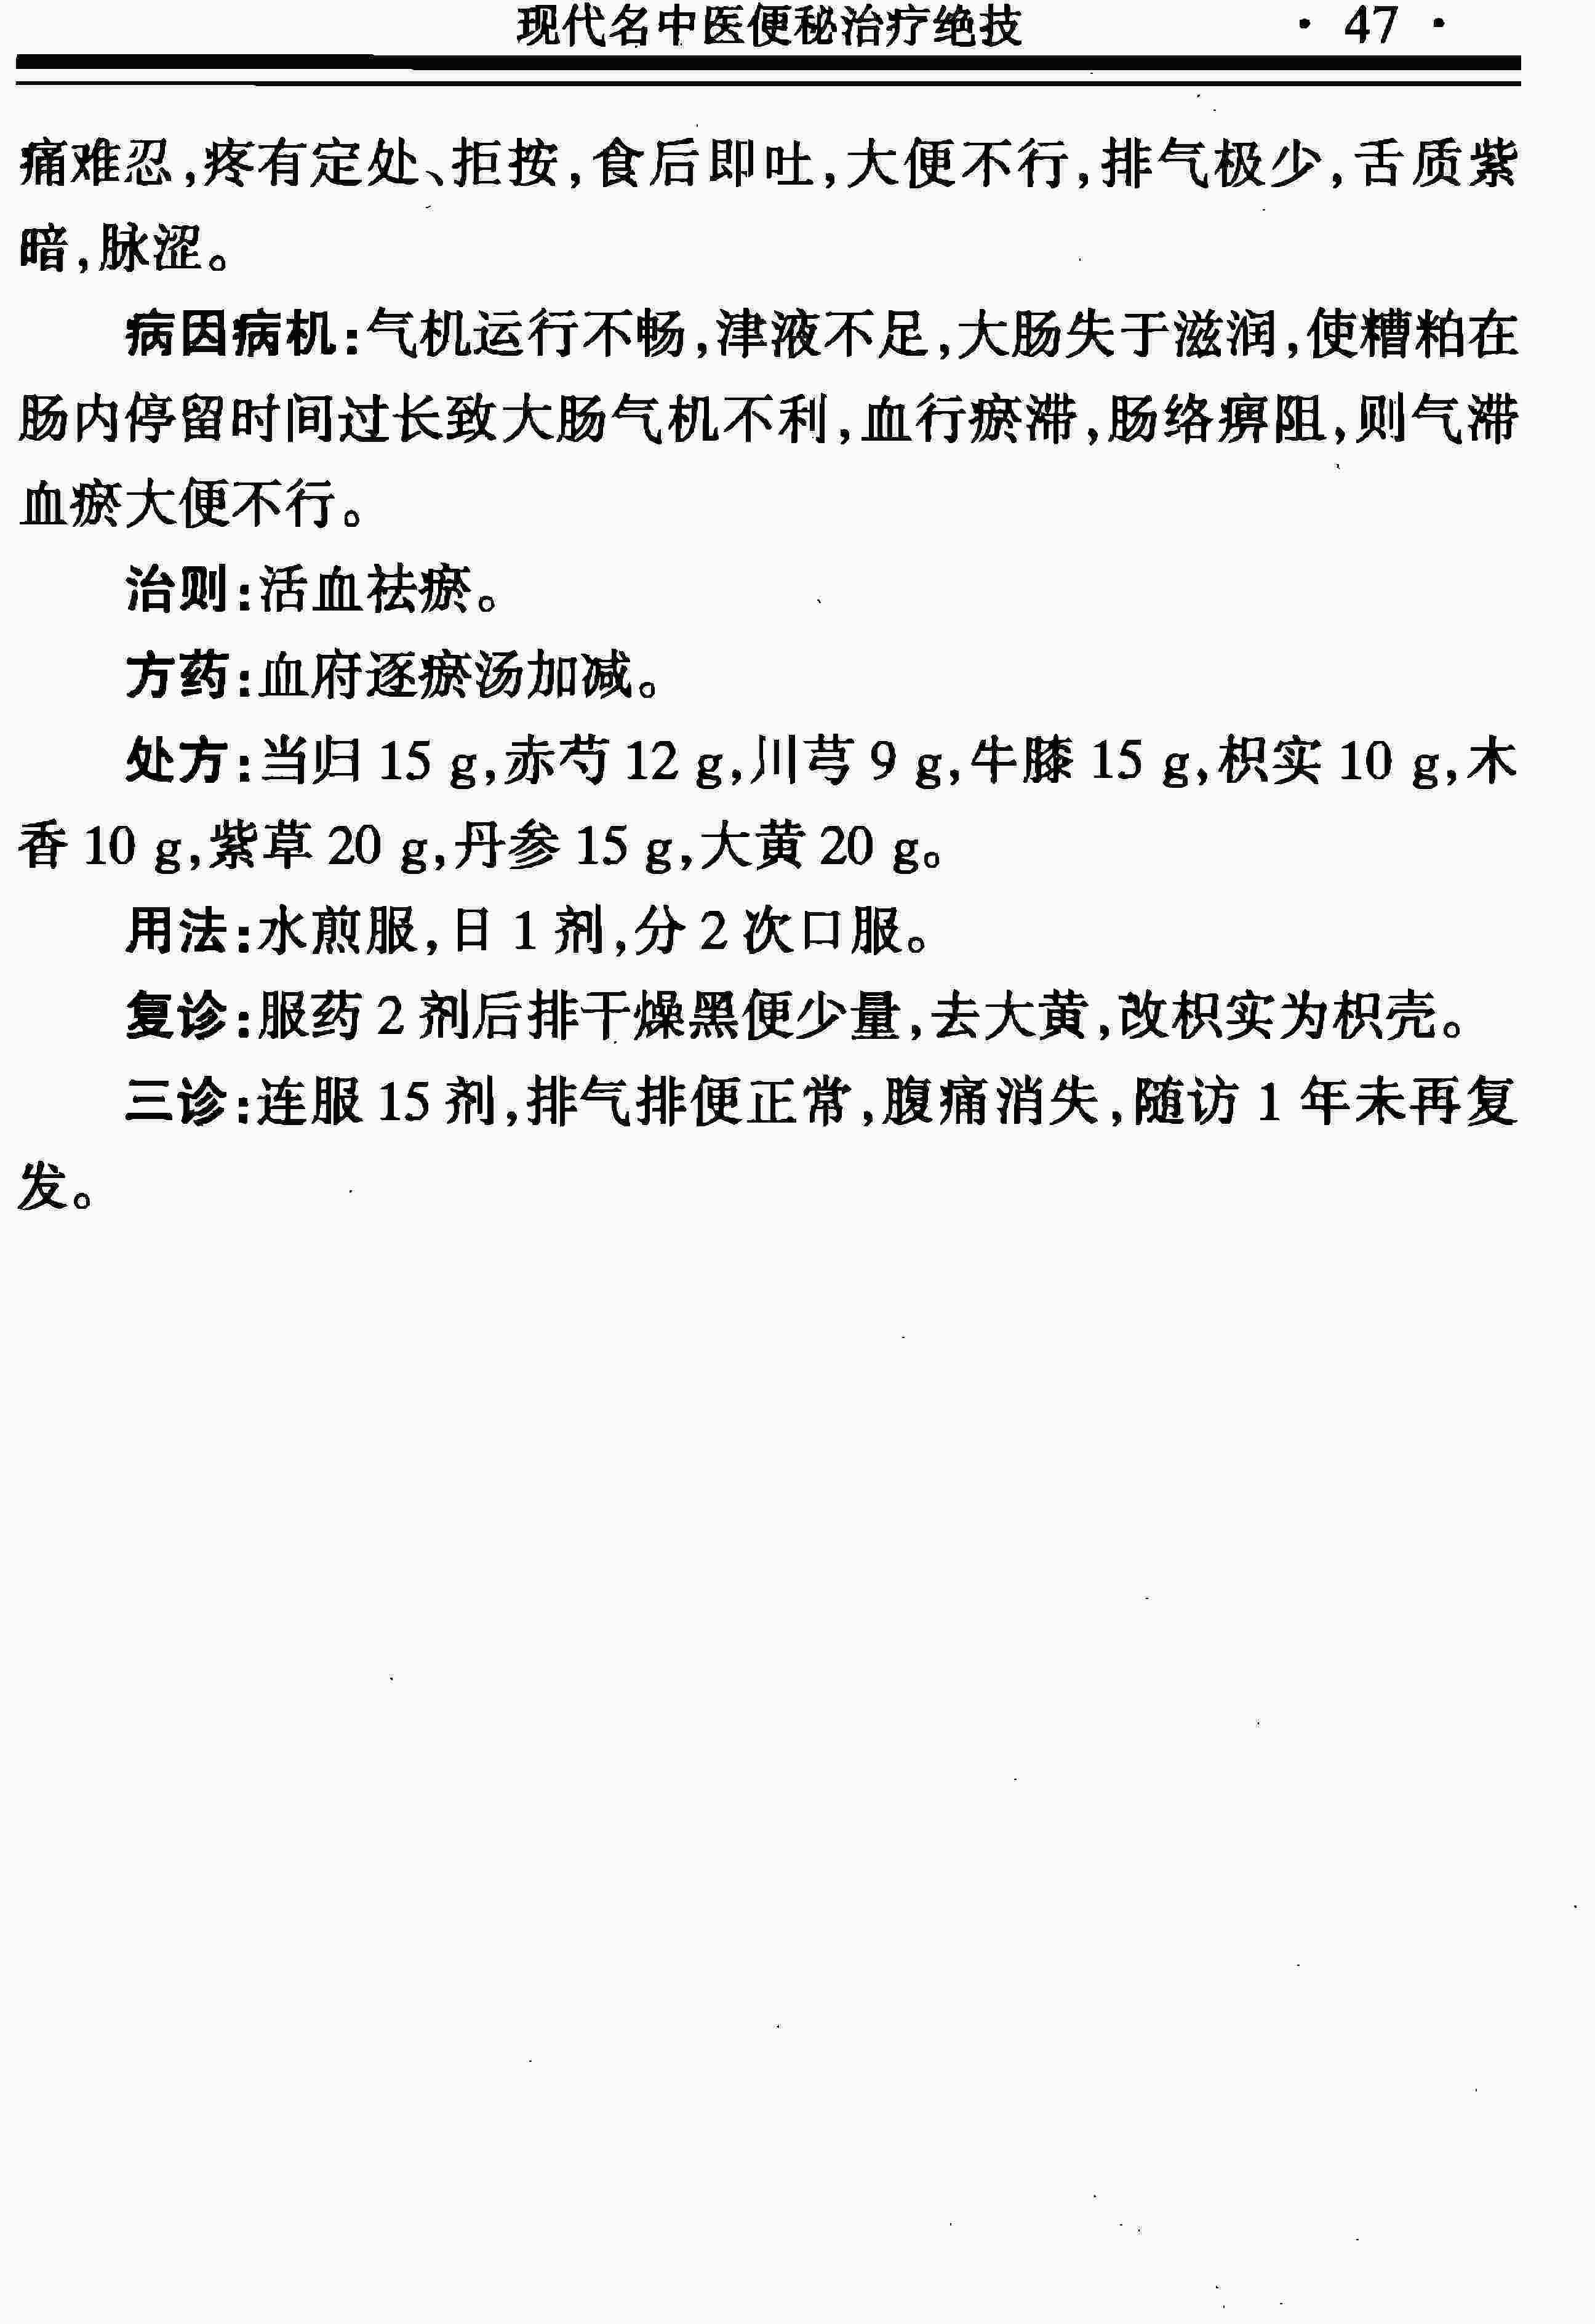 现代名中医便秘治疗绝技 · 47 ·
痛难忍,疼有定处、拒按,食后即吐,大便不行,排气极少,舌质紫
暗,脉涩。
病因病机:气机运行不畅,津液不足,大肠失于滋润,使糟粕在
肠内停留时间过长致大肠气机不利,血行瘀滞,肠络痹阻,则气滞
血瘀大便不行。
治则:活血祛瘀。
方药:血府逐瘀汤加减。
处方:当归 15 g,赤芍 12 g,川芎 9 g,牛膝 15 g,枳实 10 g,木
香 10 g,紫草 20 g,丹参 15 g,大黄 20 g。
用法:水煎服,日 1 剂,分 2 次口服。
复诊:服药 2 剂后排干燥黑便少量,去大黄,改枳实为枳壳。
三诊:连服 15 剂,排气排便正常,腹痛消失,随访 1 年未再复
发。